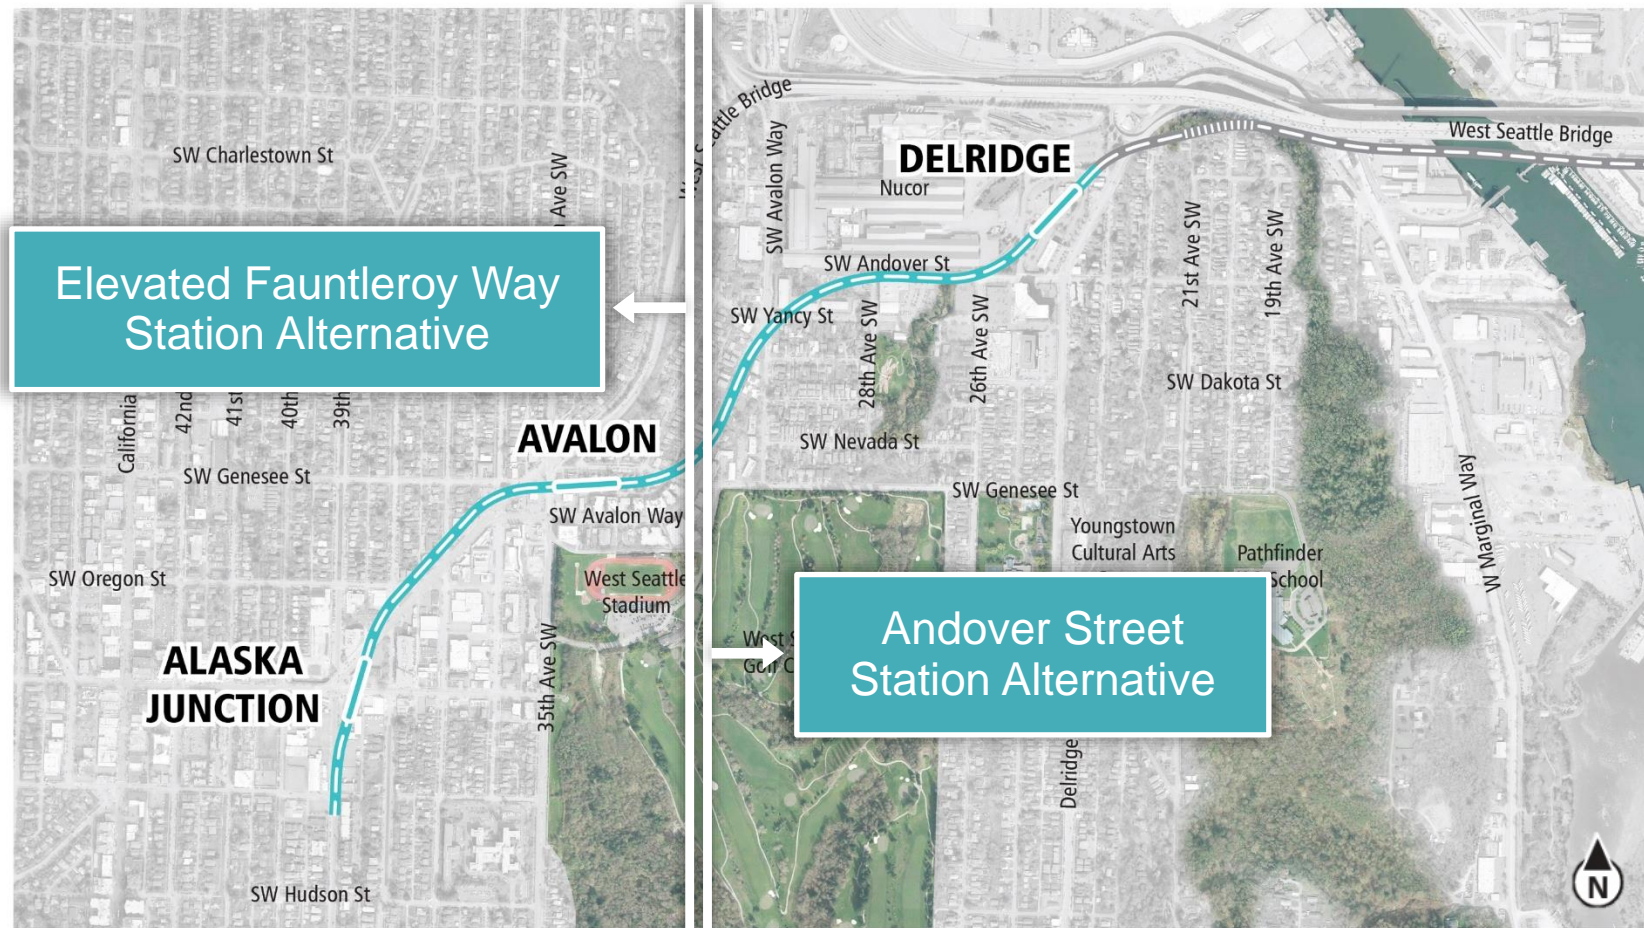 SW Charlestown St
Ave SW
Elevated Fauntleroy Way
Station Alternative
California
42nd
41st
40th
39th
SW Genesee St
AVALON
SW Avalon Way
SW Oregon St
West Seattle
Stadium
35th Ave SW
ALASKA
JUNCTION
SW Hudson St
Seattle Bridge
SW Avalon Way
DELRIDGE
Nucor
West Seattle Bridge
SW Andover St
SW Yancy St
28th Ave SW
26th Ave SW
21st Ave SW
19th Ave SW
SW Dakota St
SW Nevada St
SW Genesee St
Youngstown
Cultural Arts
Pathfinder
School
W Marginal Way
West S
Golf C
Andover Street
Station Alternative
Delridge
N